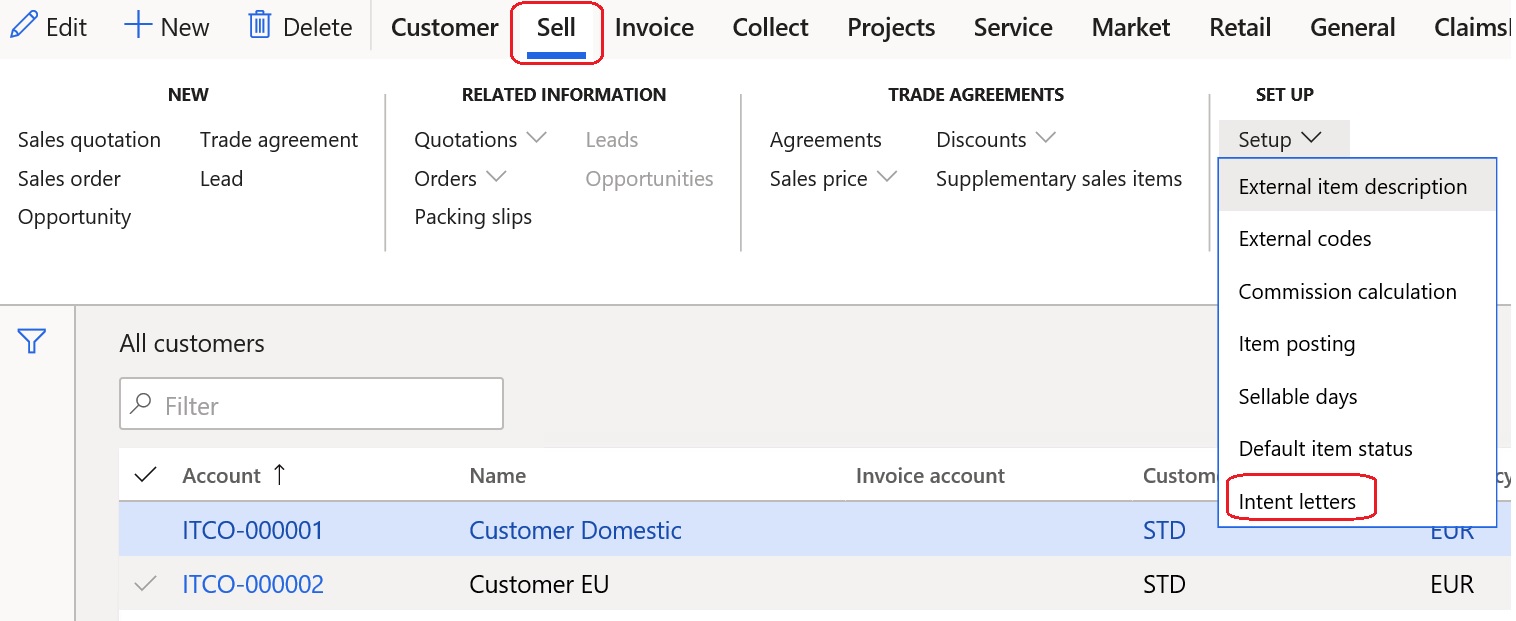 Edit New Delete Customer Sell Invoice Collect Projects Service Market Retail General Claims
NEW
Sales quotation Trade agreement
Sales order Lead
Opportunity
RELATED INFORMATION
Quotations Leads
Orders Opportunities
Packing slips
TRADE AGREEMENTS
Agreements Discounts
Sales price Supplementary sales items
SET UP
Setup
External item description
External codes
Commission calculation
Item posting
Sellable days
Default item status
Intent letters
All customers
Filter
Account Name Invoice account Custom cy
ITCO-000001 Customer Domestic STD EUR
ITCO-000002 Customer EU STD EUR